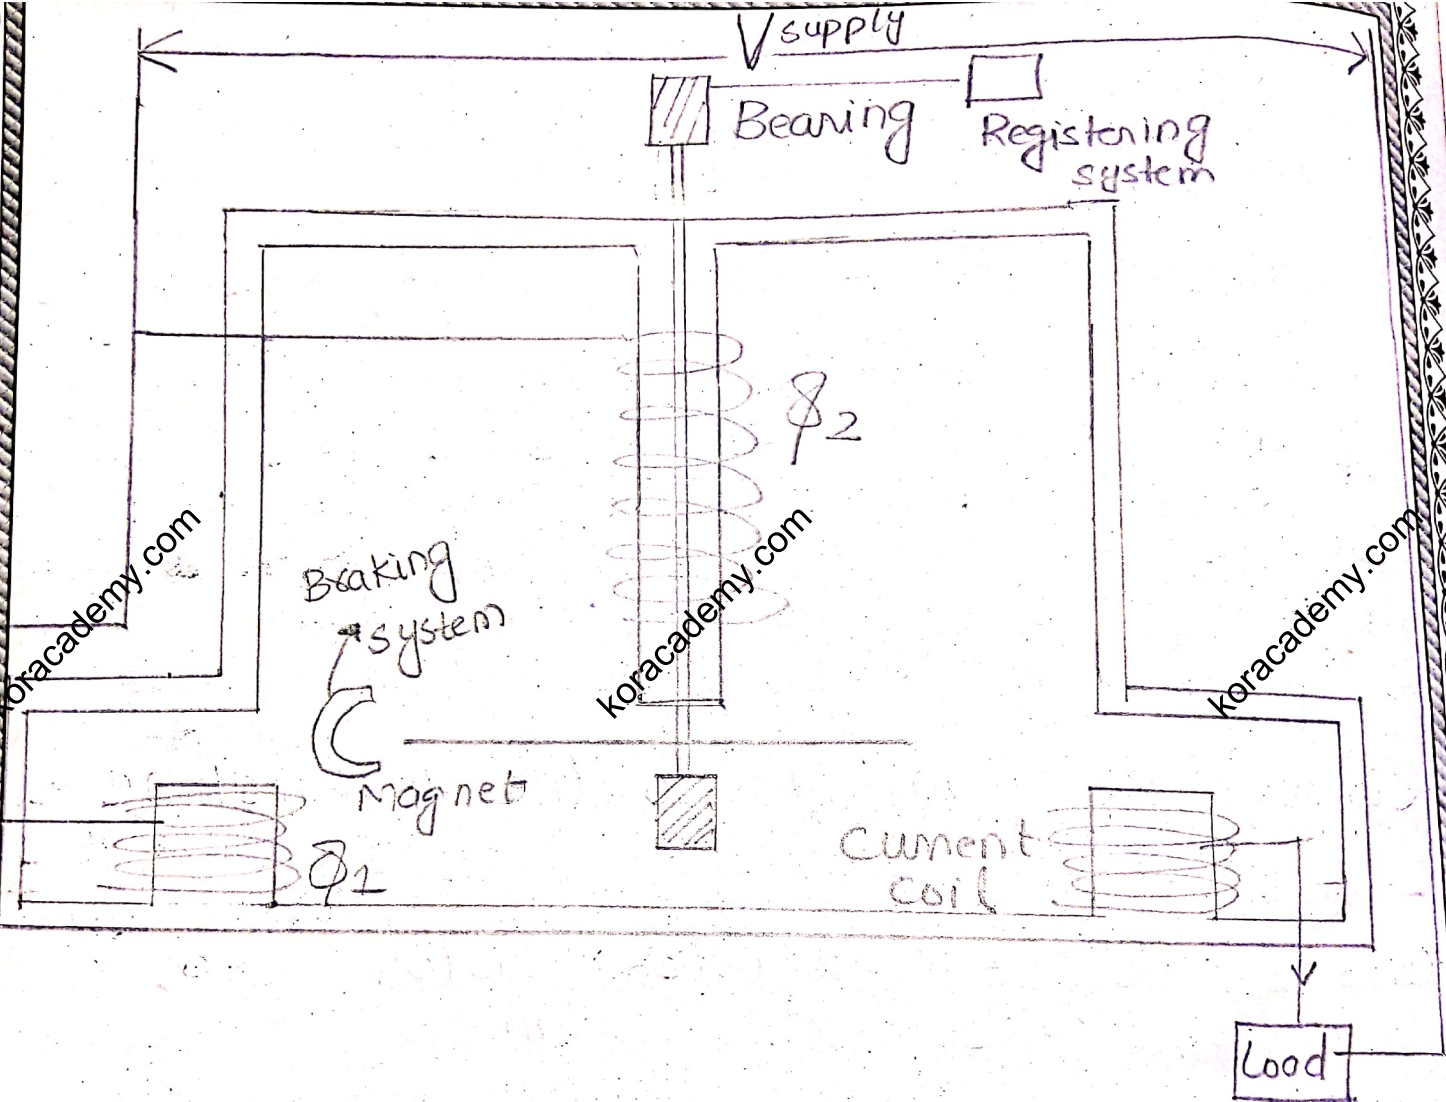 V supply
Bearing
Registering
system
ϕ2
Braking
system
Magnet
ϕ1
Current
coil
Load
koracademy.com
koracademy.com
koracademy.com